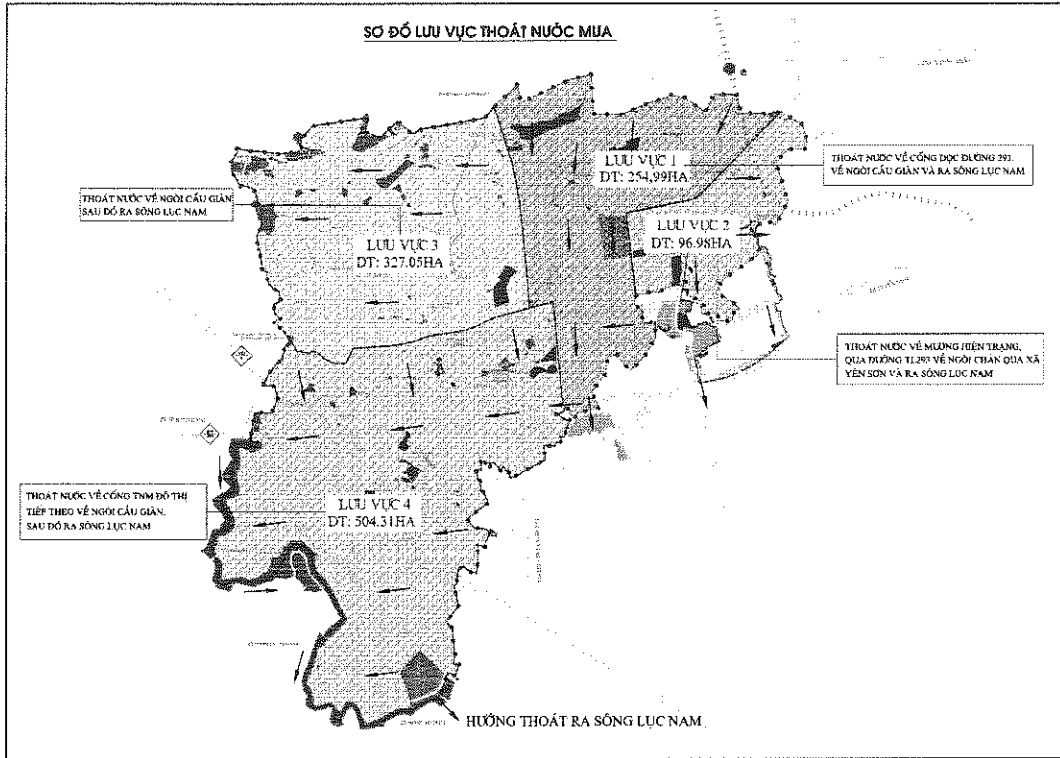 SƠ ĐỒ LƯU VỰC THOÁT NƯỚC MƯA
LƯU VỰC 1
DT: 254,99HA
THOÁT NƯỚC VỀ CỐNG DỌC ĐƯỜNG 293.
VỀ NGÒI CẦU GIÀN VÀ RA SÔNG LỤC NAM
THOÁT NƯỚC VỀ NGÒI CẦU GIÀN
SAU ĐÓ RA SÔNG LỤC NAM
LƯU VỰC 2
DT: 96.98HA
LƯU VỰC 3
DT: 327.05HA
THOÁT NƯỚC VỀ MƯƠNG HIỆN TRẠNG,
QUA ĐƯỜNG TL293 VỀ NGÒI CHẢN QUA XÃ
YÊN SƠN VÀ RA SÔNG LỤC NAM
THOÁT NƯỚC VỀ CỐNG TNM ĐÔ THỊ
TIẾP THEO VỀ NGÒI CẦU GIÀN.
SAU ĐÓ RA SÔNG LỤC NAM
LƯU VỰC 4
DT: 504.31HA
HƯỚNG THOÁT RA SÔNG LỤC NAM